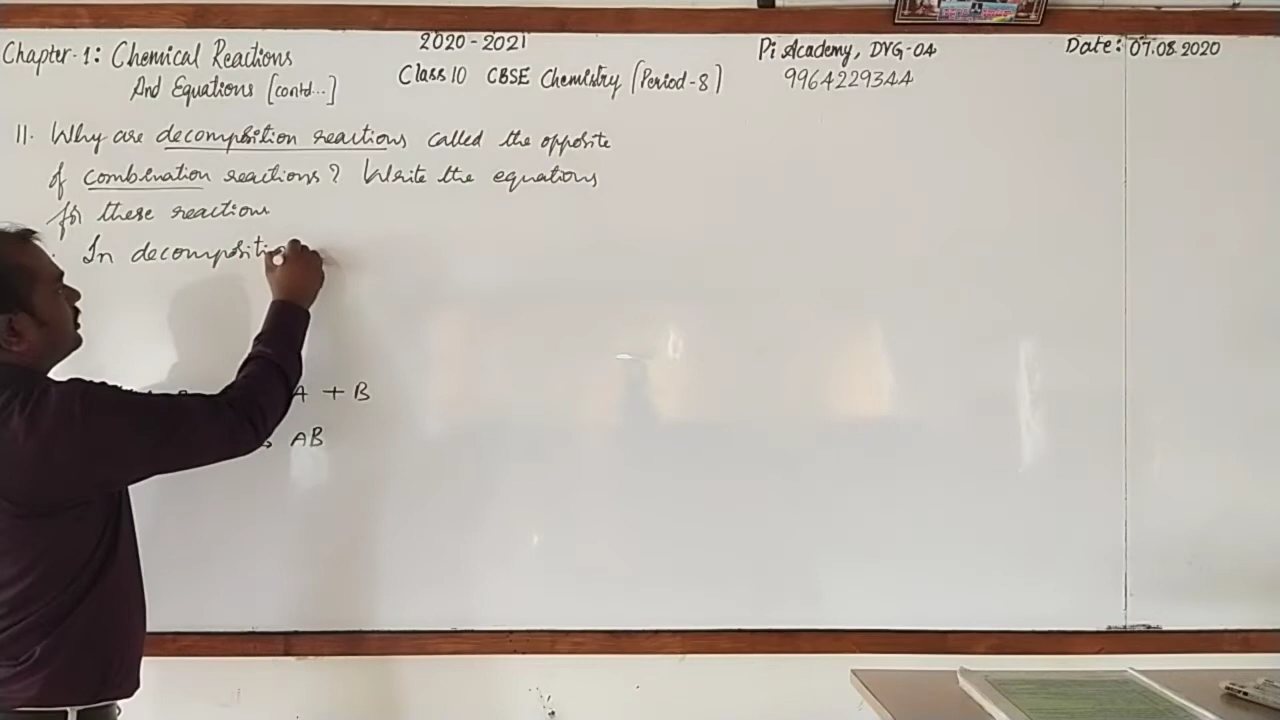 Chapter-1: Chemical Reactions
And Equations [contd...]
2020-2021
Class 10 CBSE Chemistry (Period-8)
Pi Academy, DVG-04
9964229344
Date: 07.08.2020
11. Why are decomposition reactions called the opposite
of combination reactions? Write the equations
for these reactions
In decomposition
A + B
→ AB